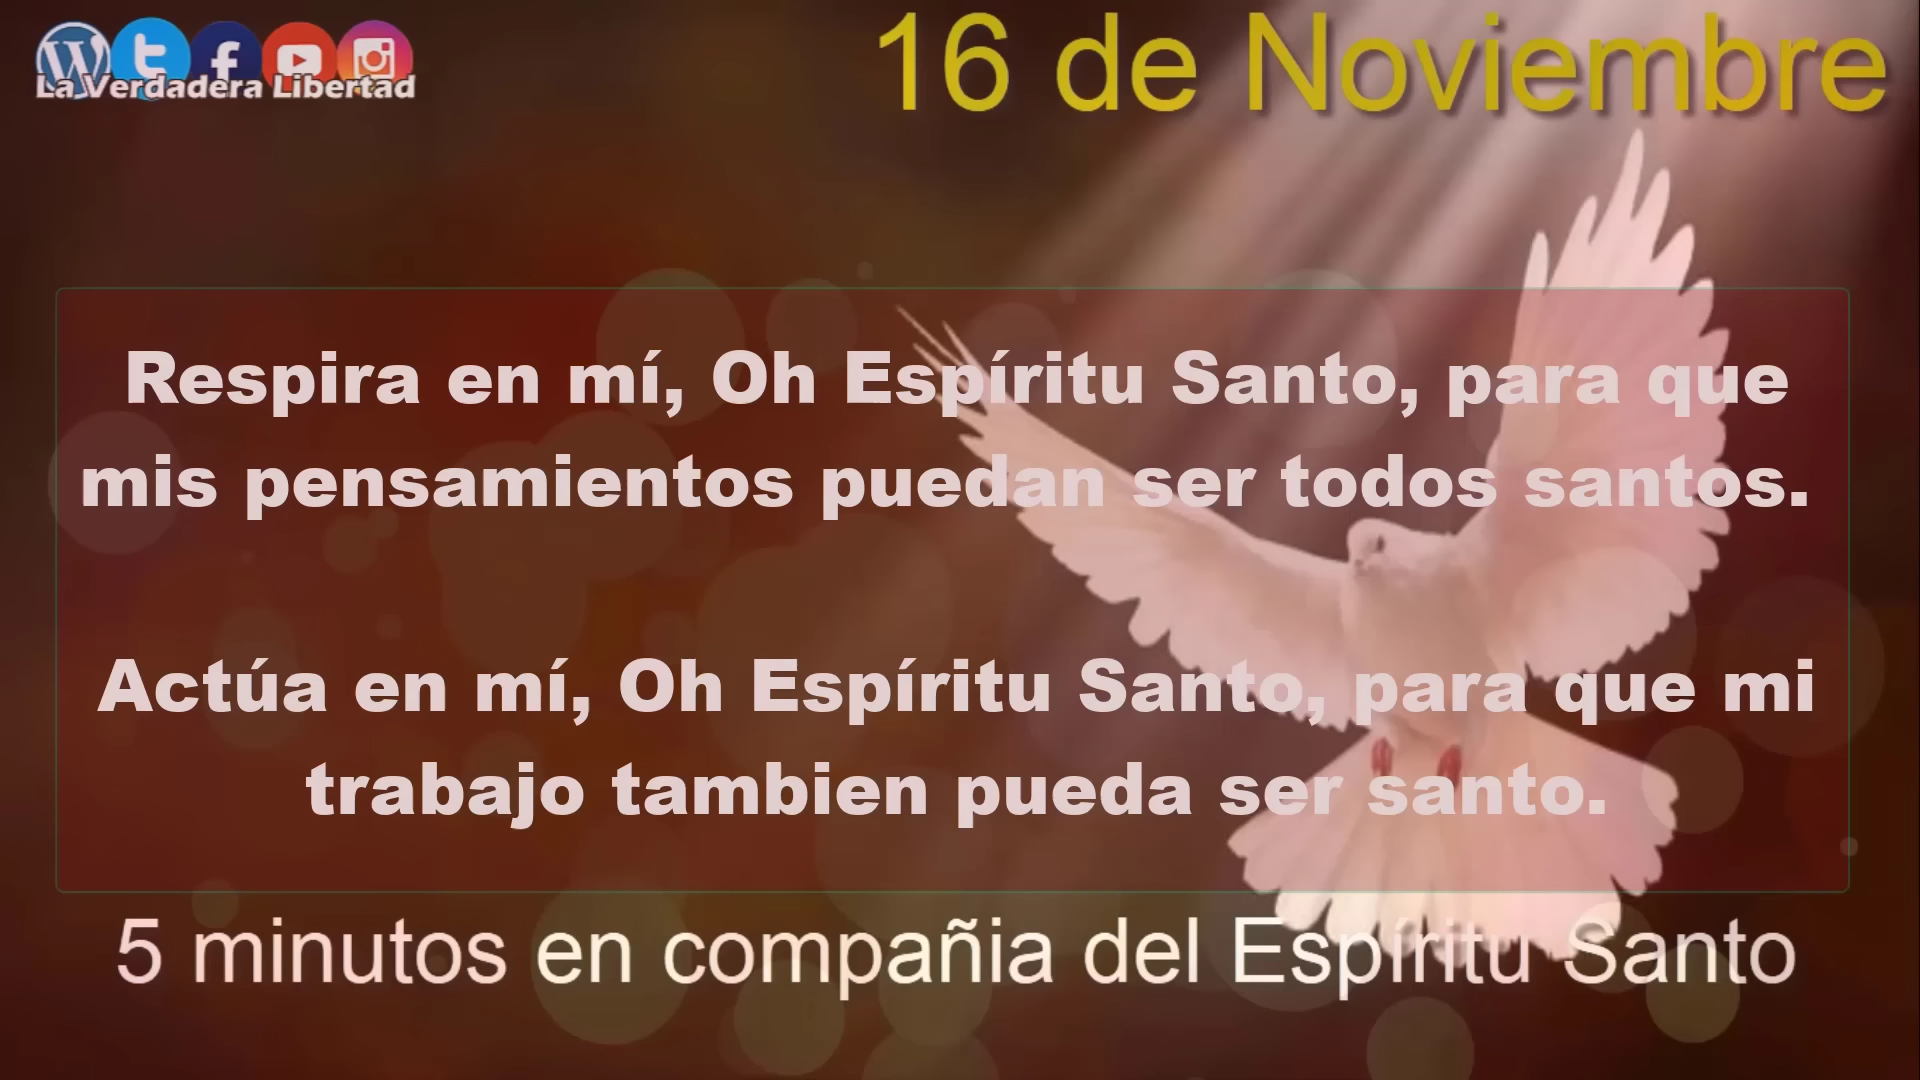 La Verdadera Libertad
16 de Noviembre
Respira en mí, Oh Espíritu Santo, para que
mis pensamientos puedan ser todos santos.
Actúa en mí, Oh Espíritu Santo, para que mi
trabajo tambien pueda ser santo.
5 minutos en compañia del Espíritu Santo